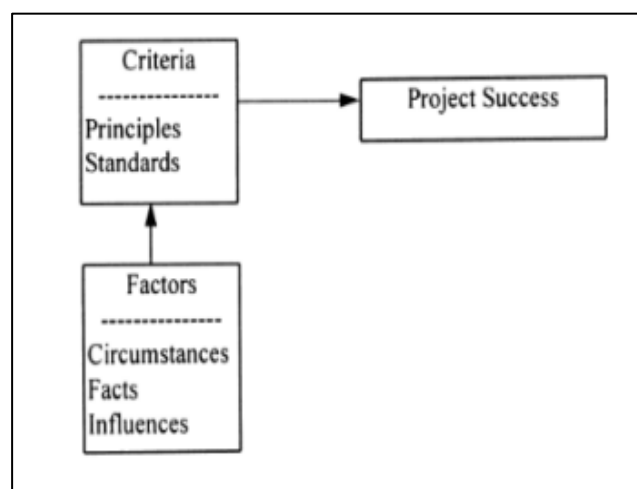 Criteria
Principles
Standards
Project Success
Factors
Circumstances
Facts
Influences